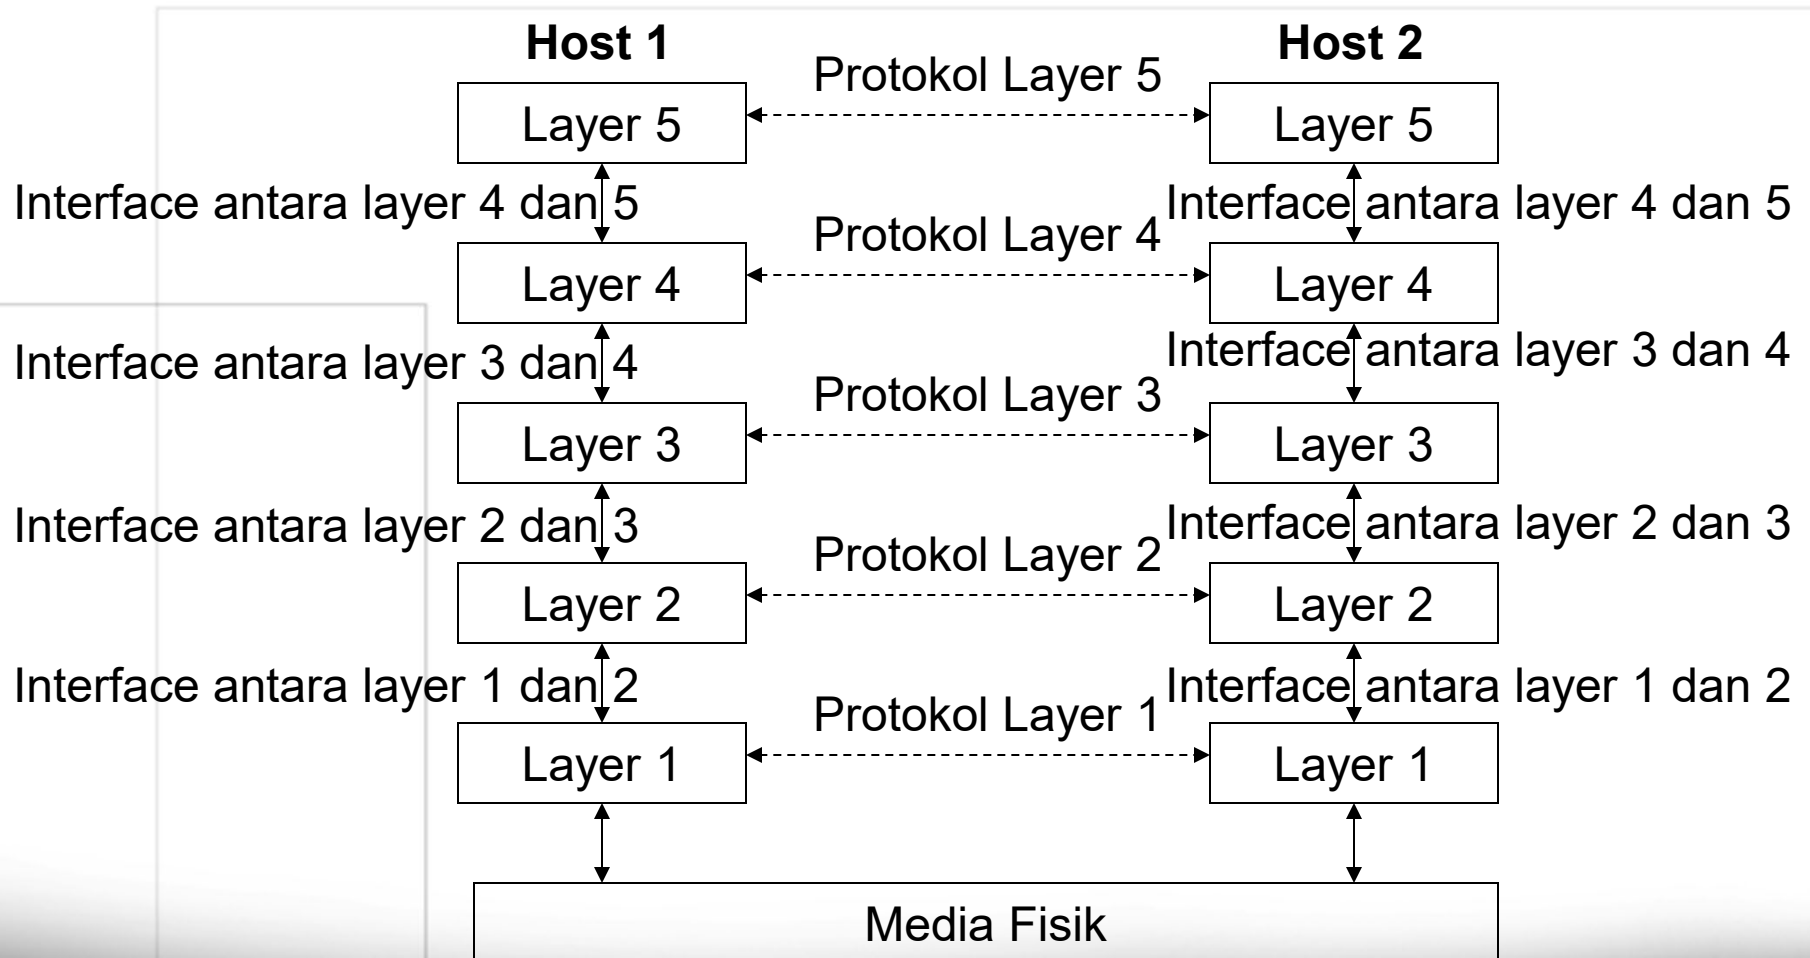 Host 1
Host 2
Protokol Layer 5
Layer 5
Layer 5
Interface antara layer 4 dan 5
Interface antara layer 4 dan 5
Protokol Layer 4
Layer 4
Layer 4
Interface antara layer 3 dan 4
Interface antara layer 3 dan 4
Protokol Layer 3
Layer 3
Layer 3
Interface antara layer 2 dan 3
Interface antara layer 2 dan 3
Protokol Layer 2
Layer 2
Layer 2
Interface antara layer 1 dan 2
Interface antara layer 1 dan 2
Protokol Layer 1
Layer 1
Layer 1
Media Fisik